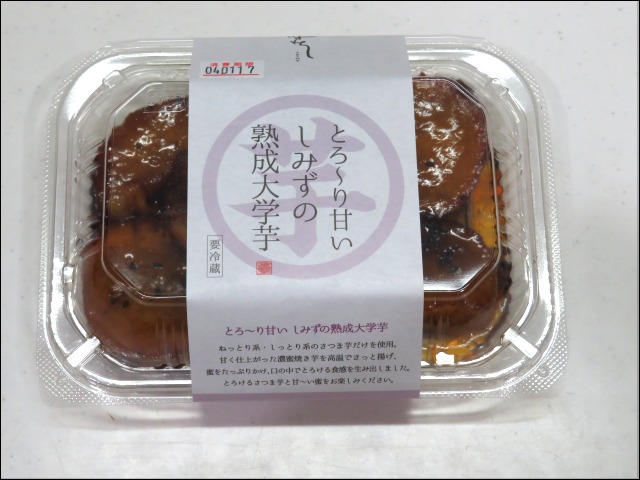 消費期限
04D117
芋
とろ〜り甘い
しみずの
熟成大学芋
要冷蔵
とろ〜り甘い しみずの熟成大学芋
ねっとり系・しっとり系のさつま芋だけを使用。
甘く仕上がった濃蜜焼き芋を高温でさっと揚げ、
蜜をたっぷりかけ、口の中でとろける食感を生み出しました。
とろけるさつま芋と甘〜い蜜をお楽しみください。